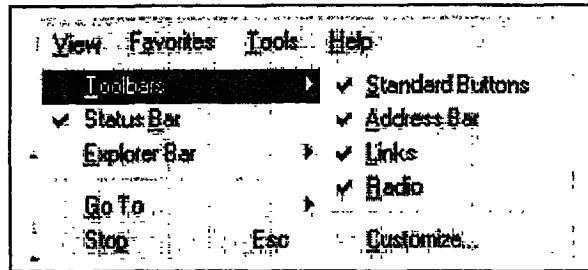 View Favorites Tools Help
Toolbars Standard Buttons
Status Bar Address Bar
Explorer Bar Links
Radio
Go To
Stop Esc Customize...